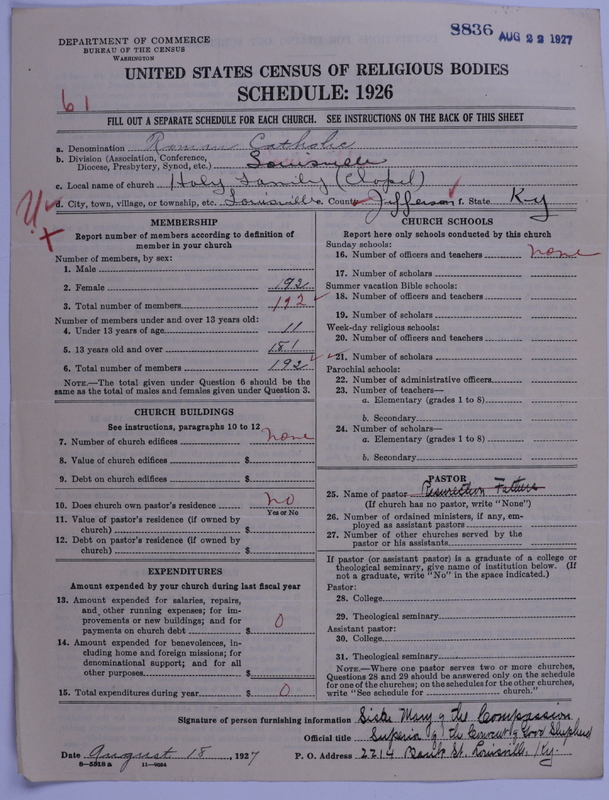 8836 AUG 22 1927
DEPARTMENT OF COMMERCE
BUREAU OF THE CENSUS
WASHINGTON
UNITED STATES CENSUS OF RELIGIOUS BODIES
SCHEDULE: 1926
61
FILL OUT A SEPARATE SCHEDULE FOR EACH CHURCH. SEE INSTRUCTIONS ON THE BACK OF THIS SHEET
a. Denomination Roman Catholic
b. Division (Association, Conference, Diocese, Presbytery, Synod, etc.) Louisville
c. Local name of church Holy Family (Chapel)
d. City, town, village, or township, etc. Louisville e. County Jefferson f. State Ky
MEMBERSHIP
Report number of members according to definition of member in your church
Number of members, by sex:
1. Male
2. Female 192
3. Total number of members 192
Number of members under and over 13 years old:
4. Under 13 years of age 11
5. 13 years old and over 181
6. Total number of members 192
NOTE.—The total given under Question 6 should be the same as the total of males and females given under Question 3.
CHURCH BUILDINGS
See instructions, paragraphs 10 to 12
7. Number of church edifices none
8. Value of church edifices $
9. Debt on church edifices $
10. Does church own pastor's residence no
Yes or No
11. Value of pastor's residence (if owned by church) $
12. Debt on pastor's residence (if owned by church) $
EXPENDITURES
Amount expended by your church during last fiscal year
13. Amount expended for salaries, repairs, and other running expenses; for improvements or new buildings; and for payments on church debt $ 0
14. Amount expended for benevolences, including home and foreign missions; for denominational support; and for all other purposes $
15. Total expenditures during year $ 0
CHURCH SCHOOLS
Report here only schools conducted by this church
Sunday schools:
16. Number of officers and teachers none
17. Number of scholars
Summer vacation Bible schools:
18. Number of officers and teachers
19. Number of scholars
Week-day religious schools:
20. Number of officers and teachers
21. Number of scholars
Parochial schools:
22. Number of administrative officers
23. Number of teachers—
a. Elementary (grades 1 to 8)
b. Secondary
24. Number of scholars—
a. Elementary (grades 1 to 8)
b. Secondary
PASTOR
25. Name of pastor Resurrection Fathers
(If church has no pastor, write "None")
26. Number of ordained ministers, if any, employed as assistant pastors
27. Number of other churches served by the pastor or his assistants
If pastor (or assistant pastor) is a graduate of a college or theological seminary, give name of institution below. (If not a graduate, write "No" in the space indicated.)
Pastor:
28. College
29. Theological seminary
Assistant pastor:
30. College
31. Theological seminary
NOTE.—Where one pastor serves two or more churches, Questions 28 and 29 should be answered only on the schedule for one of the churches; on the schedules for the other churches, write "See schedule for church."
Signature of person furnishing information Sister Mary of the Compassion
Official title Superior of the Convent of Good Shepherd
Date August 18, 1927 P. O. Address 2214 Bank St. Louisville, Ky.
8-5918 a 11-9084